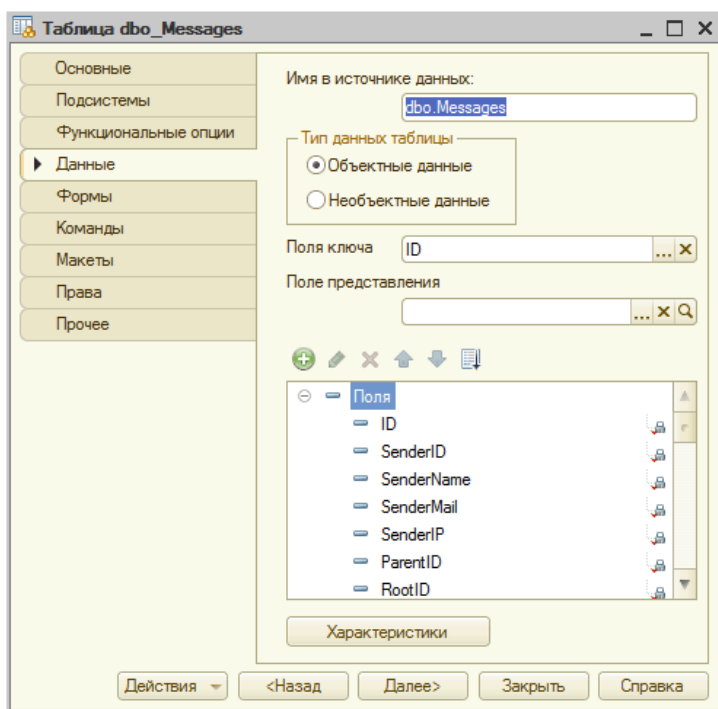 Таблица dbo_Messages
Основные
Подсистемы
Функциональные опции
Данные
Формы
Команды
Макеты
Права
Прочее
Имя в источнике данных:
dbo.Messages
Тип данных таблицы
Объектные данные
Необъектные данные
Поля ключа ID ...
Поле представления
...
Поля
ID
SenderID
SenderName
SenderMail
SenderIP
ParentID
RootID
Характеристики
Действия <Назад Далее> Закрыть Справка